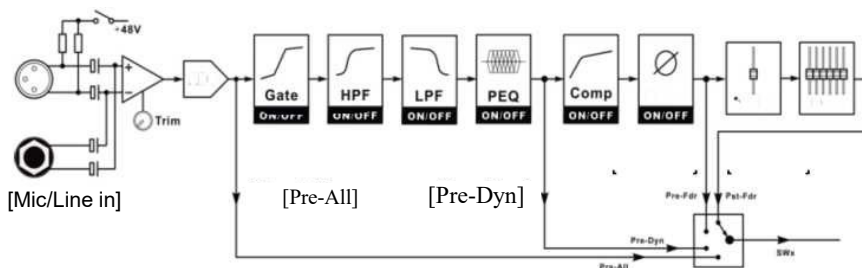 +48V
Trim
Gate
ON/OFF
HPF
ON/OFF
LPF
ON/OFF
PEQ
ON/OFF
Comp
ON/OFF
ON/OFF
[Mic/Line in]
[Pre-All]
[Pre-Dyn]
Pre-Fdr
Pst-Fdr
Pre-Dyn
Pre-All
SWx